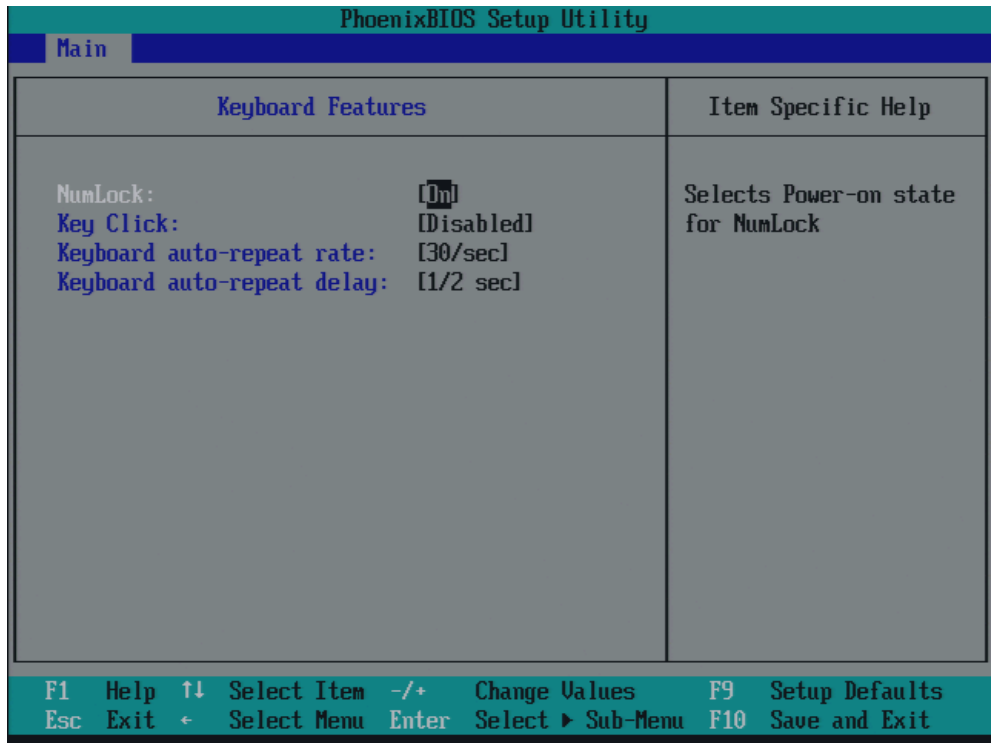 PhoenixBIOS Setup Utility
Main
Keyboard Features
Item Specific Help
NumLock: [On]
Key Click: [Disabled]
Keyboard auto-repeat rate: [30/sec]
Keyboard auto-repeat delay: [1/2 sec]
Selects Power-on state
for NumLock
F1 Help ↑↓ Select Item -/+ Change Values F9 Setup Defaults
Esc Exit ← Select Menu Enter Select ▶ Sub-Menu F10 Save and Exit